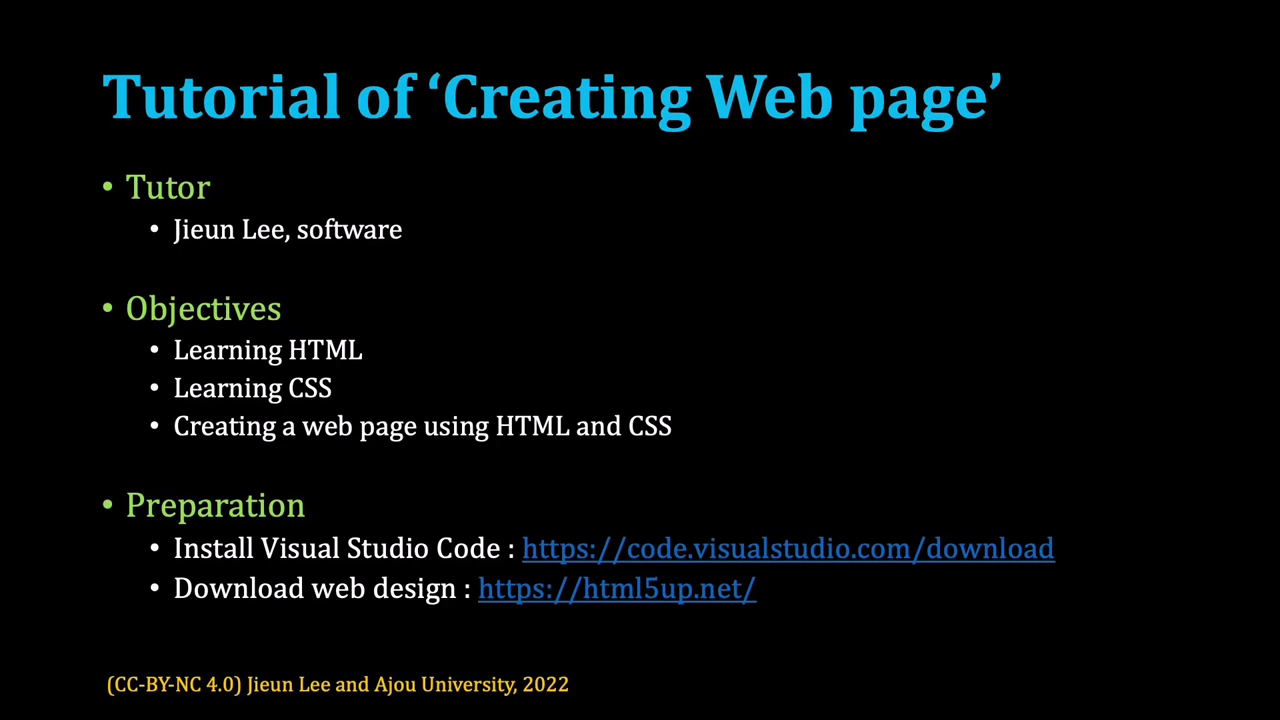 Tutorial of ‘Creating Web page’
• Tutor
• Jieun Lee, software
• Objectives
• Learning HTML
• Learning CSS
• Creating a web page using HTML and CSS
• Preparation
• Install Visual Studio Code : https://code.visualstudio.com/download
• Download web design : https://html5up.net/
(CC-BY-NC 4.0) Jieun Lee and Ajou University, 2022